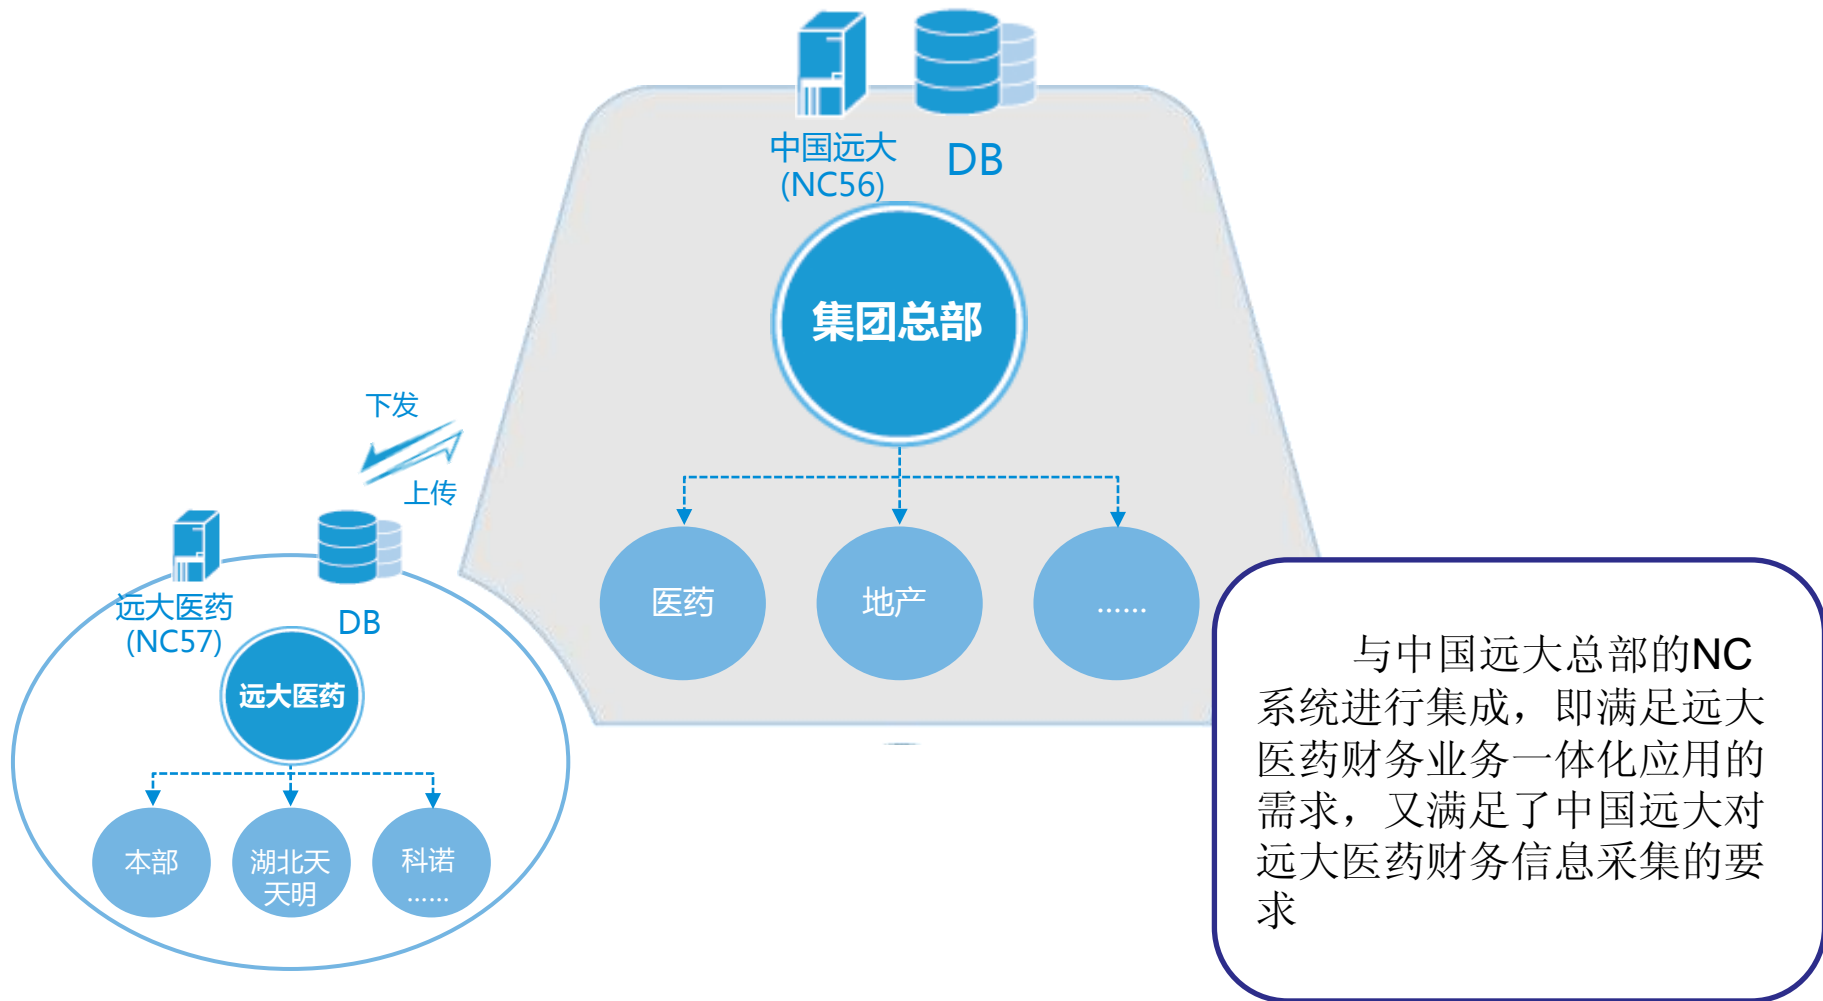 中国远大
(NC56)
DB
集团总部
下发
上传
医药
地产
......
远大医药
(NC57)
DB
远大医药
本部
湖北天
天明
科诺
......
与中国远大总部的NC
系统进行集成，即满足远大
医药财务业务一体化应用的
需求，又满足了中国远大对
远大医药财务信息采集的要
求